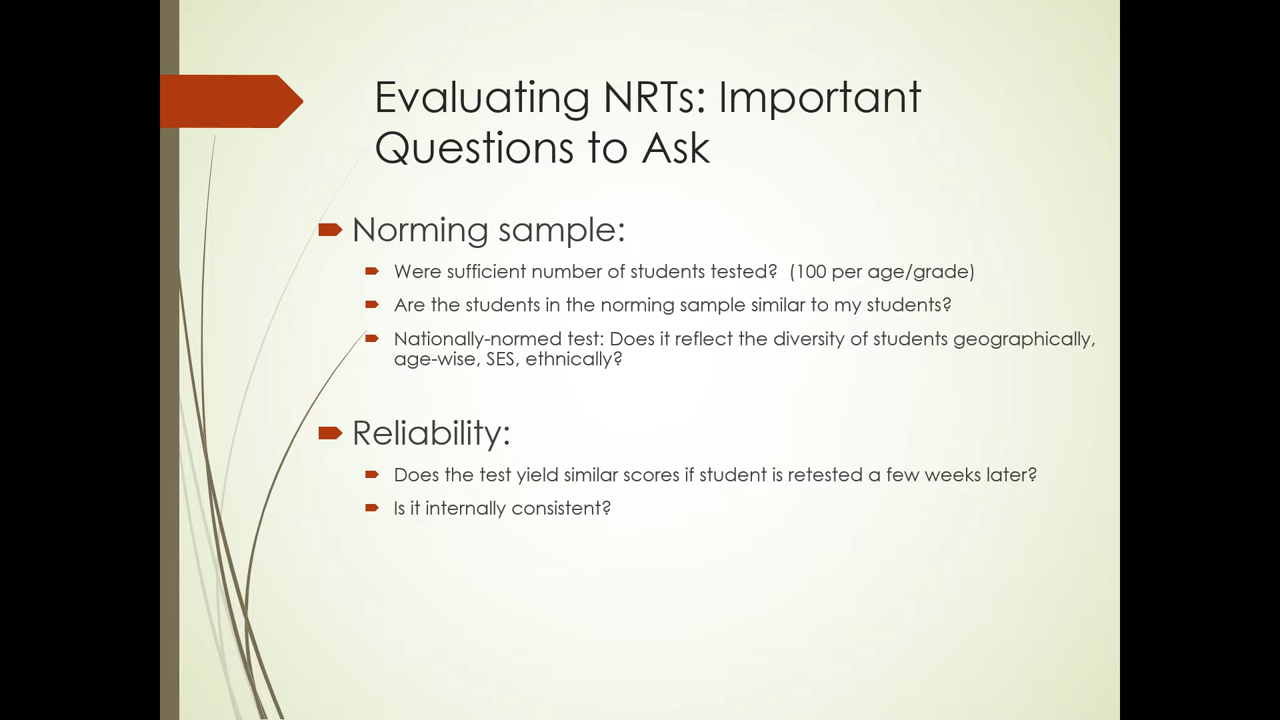 Evaluating NRTs: Important
Questions to Ask
Norming sample:
Were sufficient number of students tested?  (100 per age/grade)
Are the students in the norming sample similar to my students?
Nationally-normed test: Does it reflect the diversity of students geographically,
age-wise, SES, ethnically?
Reliability:
Does the test yield similar scores if student is retested a few weeks later?
Is it internally consistent?